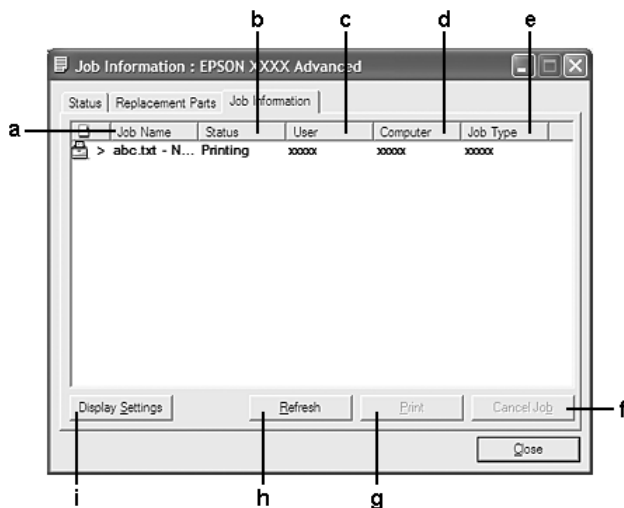 b c d e
Job Information : EPSON XXXX Advanced
Status Replacement Parts Job Information
a Job Name Status User Computer Job Type
> abc.txt - N... Printing xxxxx xxxxx xxxxx
Display Settings Refresh Print Cancel Job f
Close
i h g